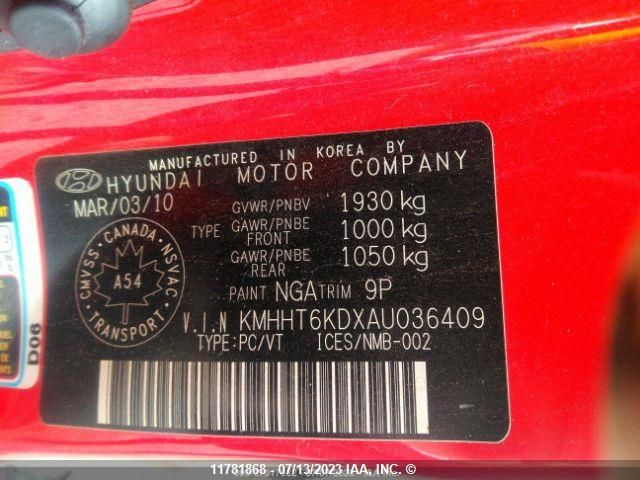 MANUFACTURED IN KOREA BY
HYUNDAI MOTOR COMPANY
MAR/03/10
GVWR/PNBV 1930 kg
TYPE GAWR/PNBE FRONT 1000 kg
GAWR/PNBE REAR 1050 kg
PAINT NGA TRIM 9P
V.I.N KMHHT6KDXAU036409
TYPE:PC/VT ICES/NMB-002
CANADA
CMVSS NSVAC
A54
TRANSPORT
D06
11781868 - 07/13/2023 IAA, INC.